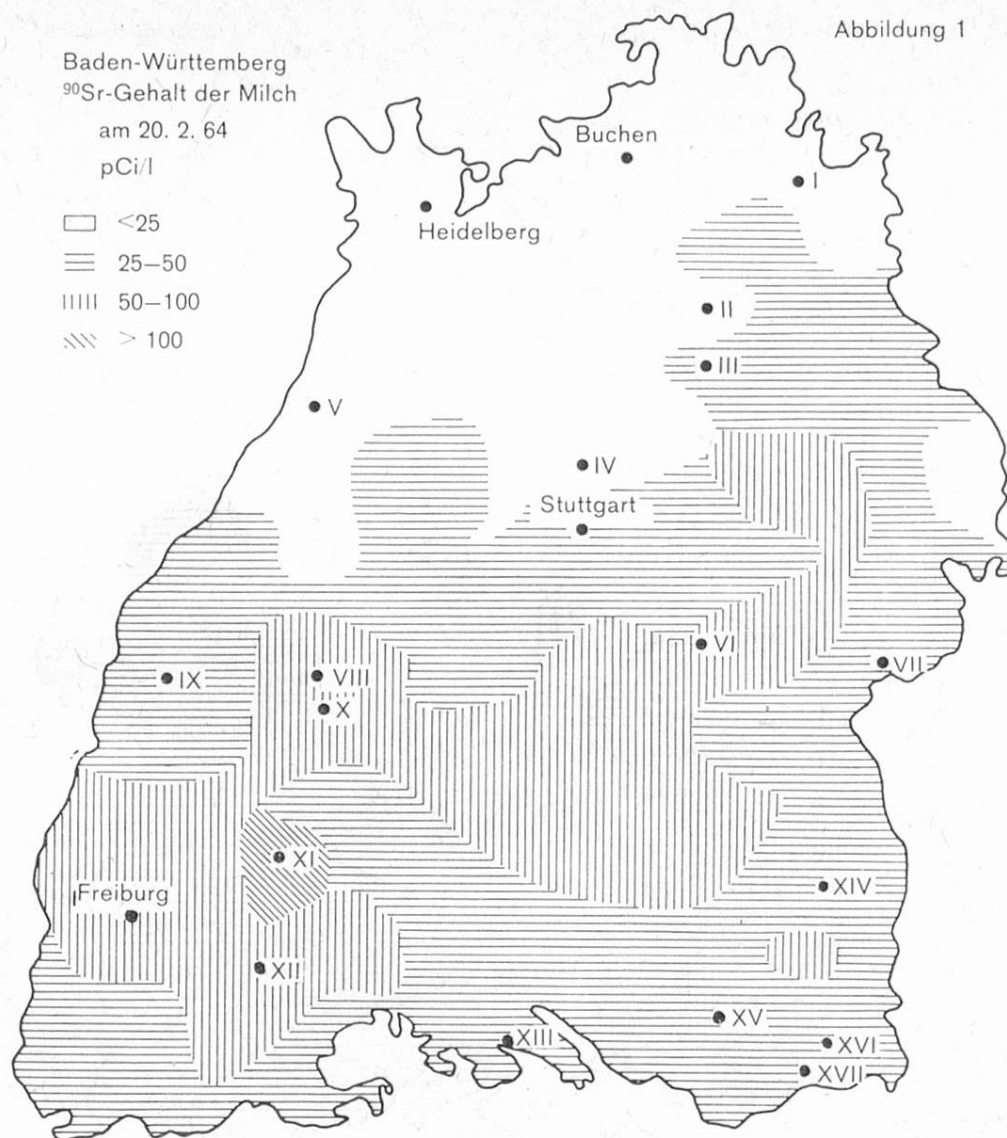 Abbildung 1
Baden-Württemberg
⁹⁰Sr-Gehalt der Milch
am 20. 2. 64
pCi/l
<25
25–50
50–100
> 100
Buchen
I
Heidelberg
II
III
V
IV
Stuttgart
VI
VII
VIII
IX
X
XI
XIV
Freiburg
XII
XV
XIII
XVI
XVII